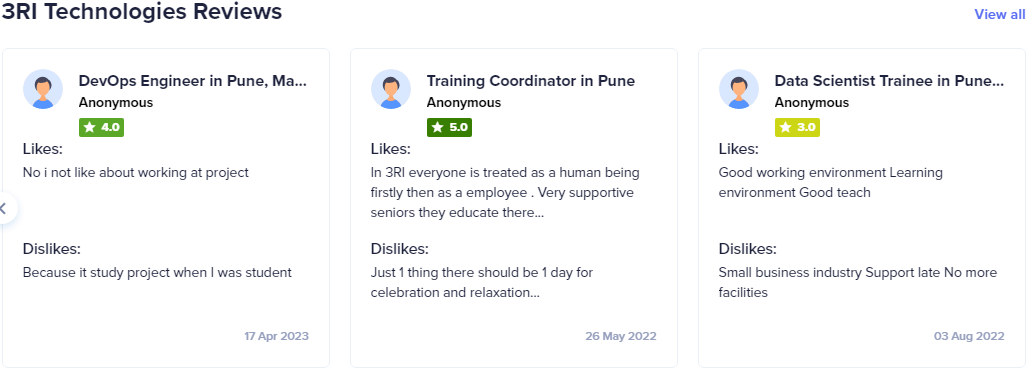 3RI Technologies Reviews
View all
DevOps Engineer in Pune, Ma...
Anonymous
4.0
Likes:
No i not like about working at project
Dislikes:
Because it study project when I was student
17 Apr 2023
Training Coordinator in Pune
Anonymous
5.0
Likes:
In 3RI everyone is treated as a human being
firstly then as a employee . Very supportive
seniors they educate there...
Dislikes:
Just 1 thing there should be 1 day for
celebration and relaxation...
26 May 2022
Data Scientist Trainee in Pune...
Anonymous
3.0
Likes:
Good working environment Learning
environment Good teach
Dislikes:
Small business industry Support late No more
facilities
03 Aug 2022